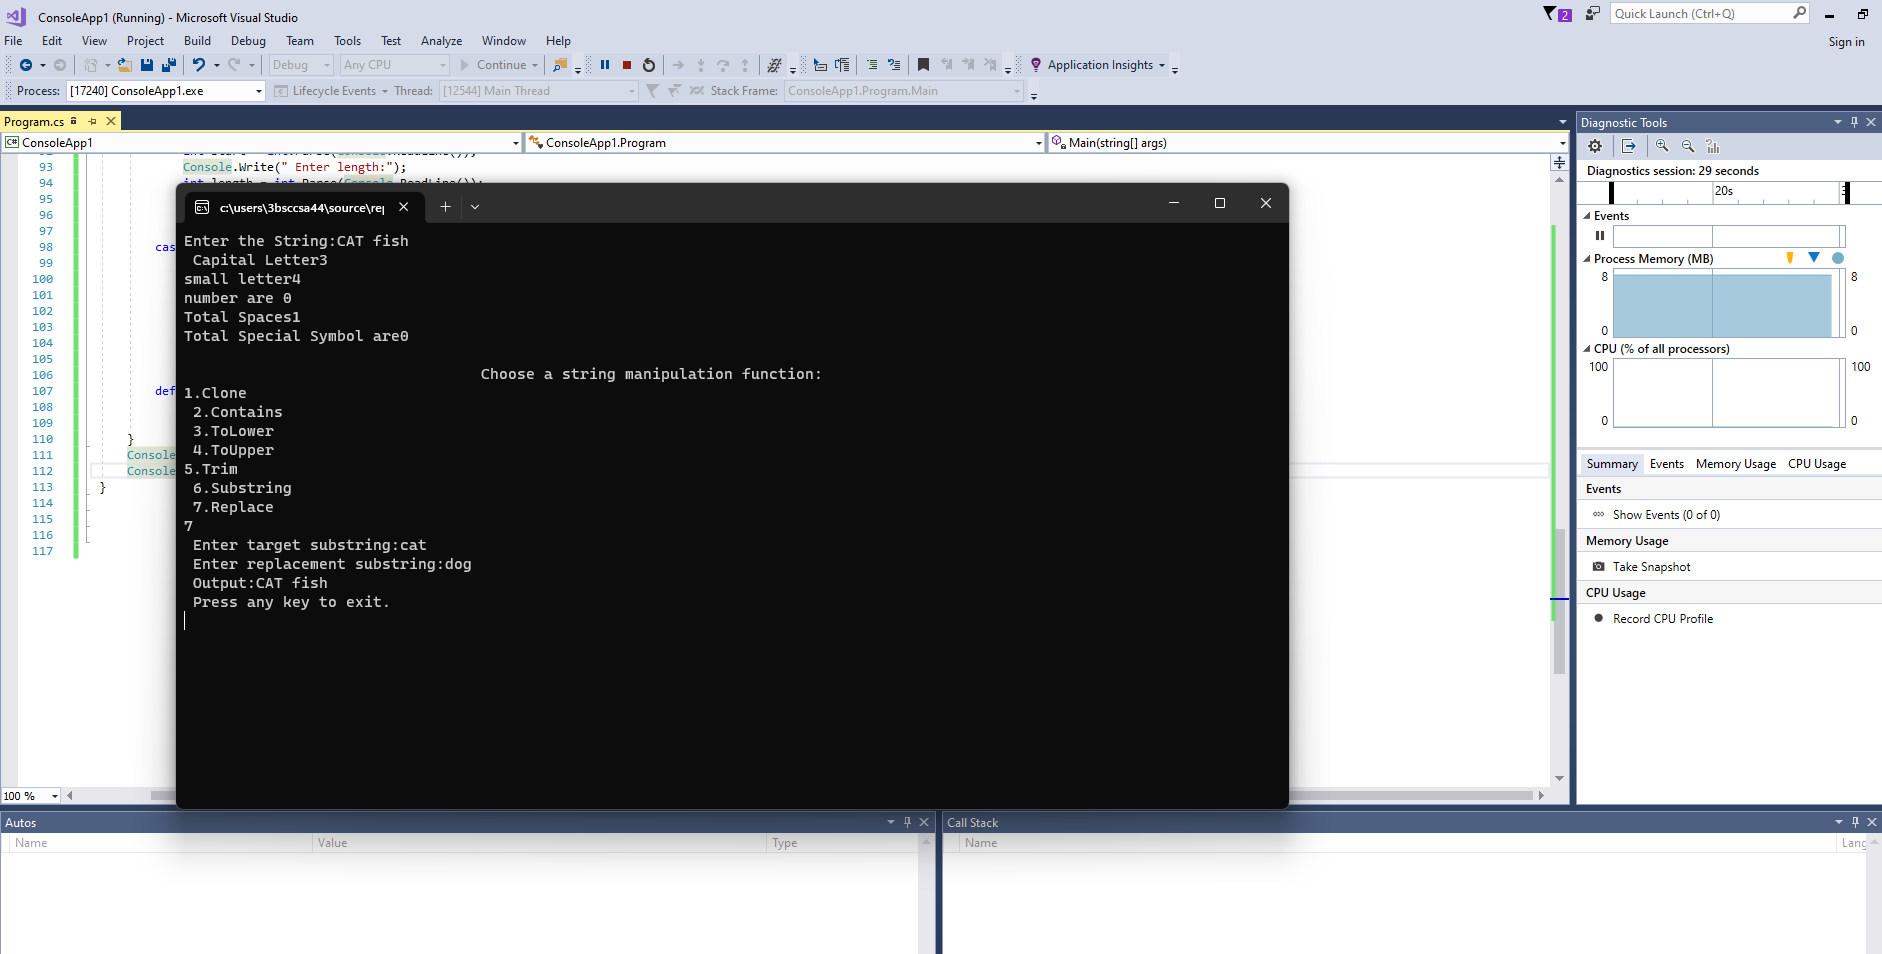 ConsoleApp1 (Running) - Microsoft Visual Studio
2
Quick Launch (Ctrl+Q)
File Edit View Project Build Debug Team Tools Test Analyze Window Help
Sign in
Debug Any CPU Continue Application Insights
Process: [17240] ConsoleApp1.exe Lifecycle Events Thread: [12544] Main Thread Stack Frame: ConsoleApp1.Program.Main
Program.cs
C# ConsoleApp1 ConsoleApp1.Program Main(string[] args)
93 Console.Write(" Enter length:");
94 int length = int.Parse(Console.ReadLine());
95
96
97
98 cas
99
100
101
102
103
104
105
106
107 def
108
109
110 }
111 Console
112 Console
113 }
114
115
116
117
100 %
c:\users\3bsccsa44\source\rep
Enter the String:CAT fish
Capital Letter3
small letter4
number are 0
Total Spaces1
Total Special Symbol are0
Choose a string manipulation function:
1.Clone
2.Contains
3.ToLower
4.ToUpper
5.Trim
6.Substring
7.Replace
7
Enter target substring:cat
Enter replacement substring:dog
Output:CAT fish
Press any key to exit.
Diagnostic Tools
Diagnostics session: 29 seconds
20s
Events
Process Memory (MB)
8 8
0 0
CPU (% of all processors)
100 100
0 0
Summary Events Memory Usage CPU Usage
Events
Show Events (0 of 0)
Memory Usage
Take Snapshot
CPU Usage
Record CPU Profile
Autos
Name Value Type
Call Stack
Name Lang